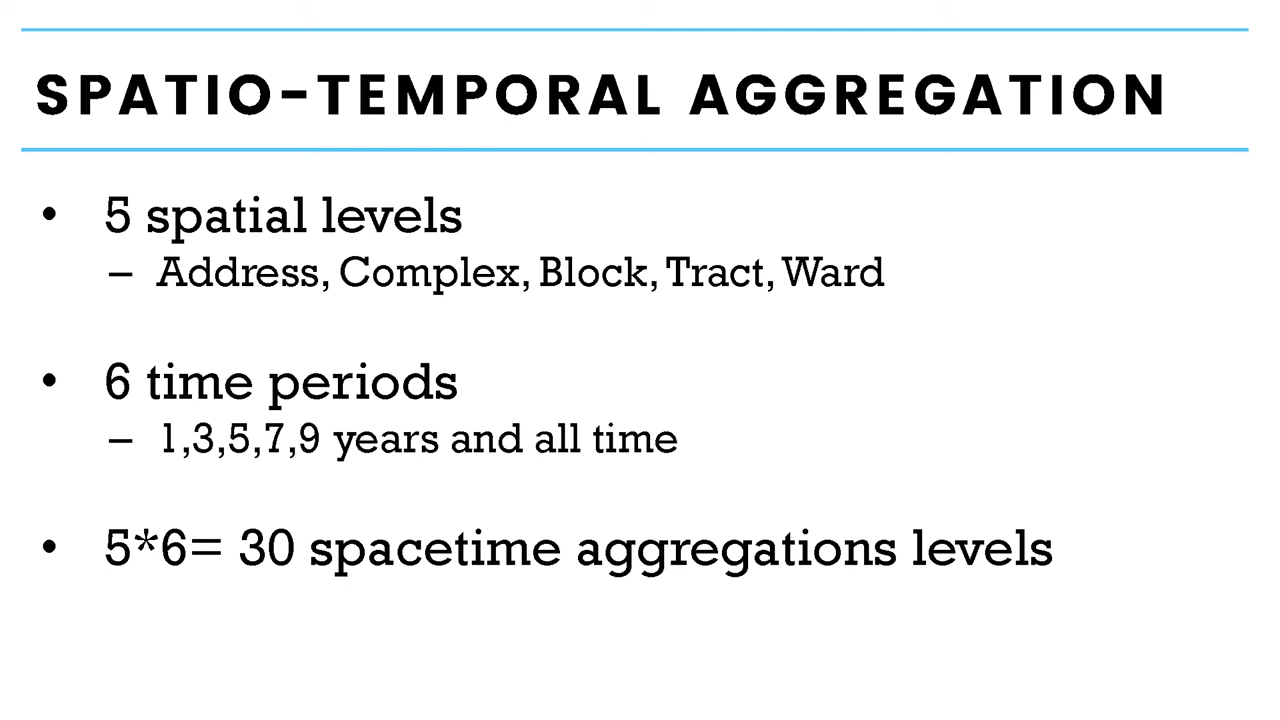 SPATIO-TEMPORAL AGGREGATION
• 5 spatial levels
– Address, Complex, Block, Tract, Ward
• 6 time periods
– 1,3,5,7,9 years and all time
• 5*6= 30 spacetime aggregations levels